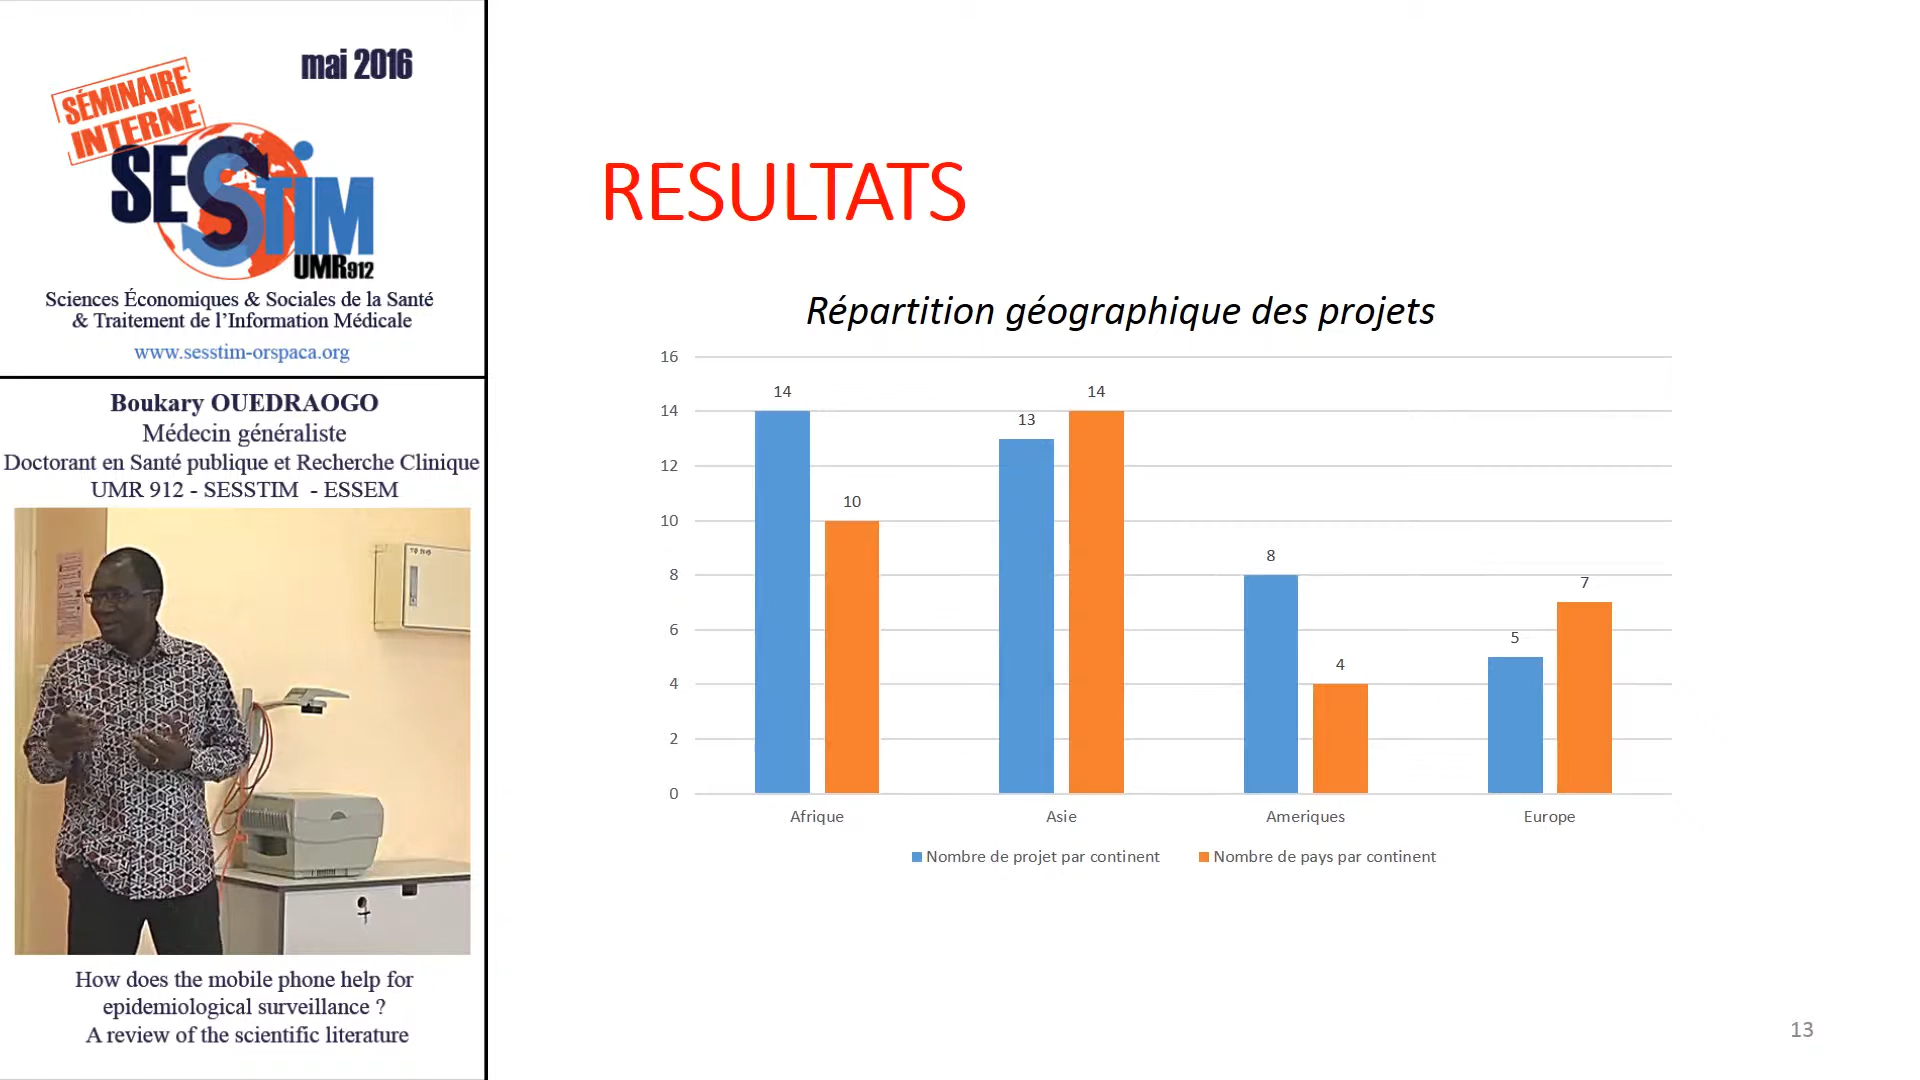 mai 2016
SÉMINAIRE
INTERNE
SESSTIM
UMR912
Sciences Économiques & Sociales de la Santé
& Traitement de l’Information Médicale
www.sesstim-orspaca.org
Boukary OUEDRAOGO
Médecin généraliste
Doctorant en Santé publique et Recherche Clinique
UMR 912 - SESSTIM - ESSEM
How does the mobile phone help for
epidemiological surveillance ?
A review of the scientific literature
RESULTATS
Répartition géographique des projets
16
14
12
10
8
6
4
2
0
14
10
13
14
8
4
5
7
Afrique
Asie
Ameriques
Europe
Nombre de projet par continent
Nombre de pays par continent
13